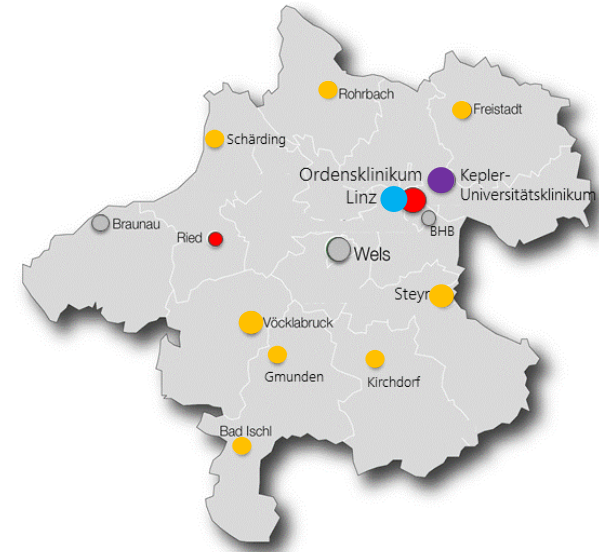 Rohrbach
Freistadt
Schärding
Ordensklinikum
Linz
Kepler-
Universitätsklinikum
Braunau
Ried
BHB
Wels
Steyr
Vöcklabruck
Gmunden
Kirchdorf
Bad Ischl